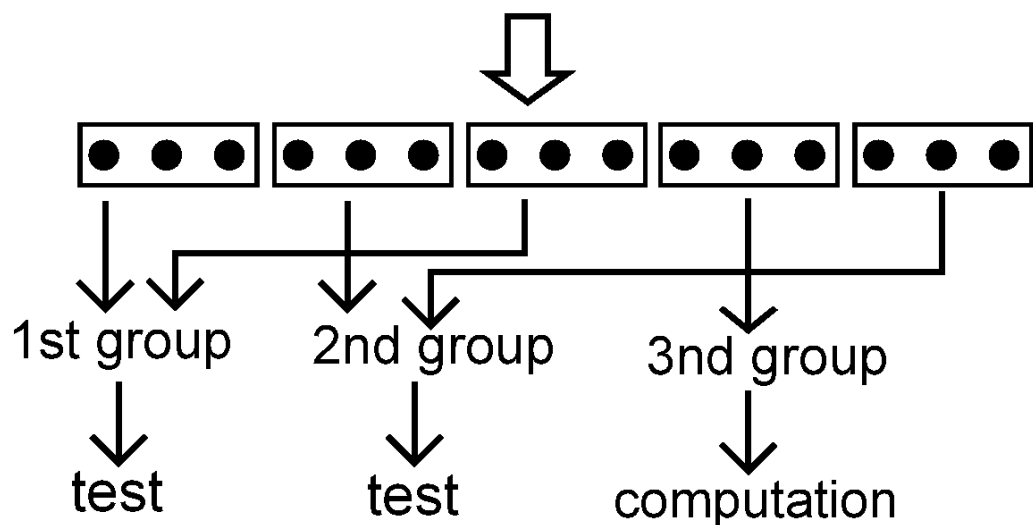 1st group
2nd group
3nd group
test
test
computation